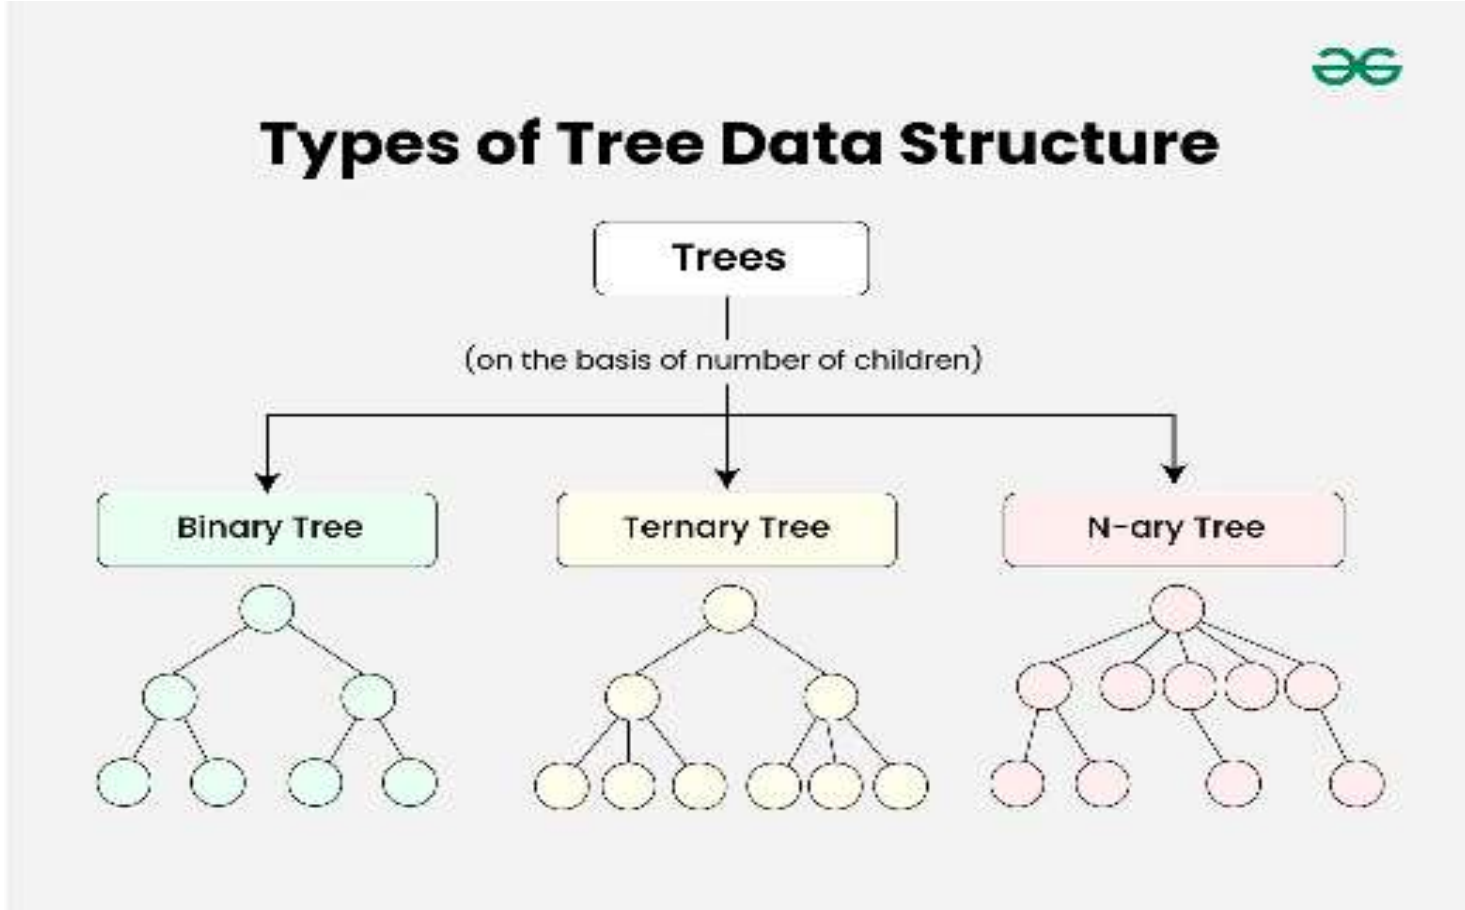 Types of Tree Data Structure
Trees
(on the basis of number of children)
Binary Tree
Ternary Tree
N-ary Tree